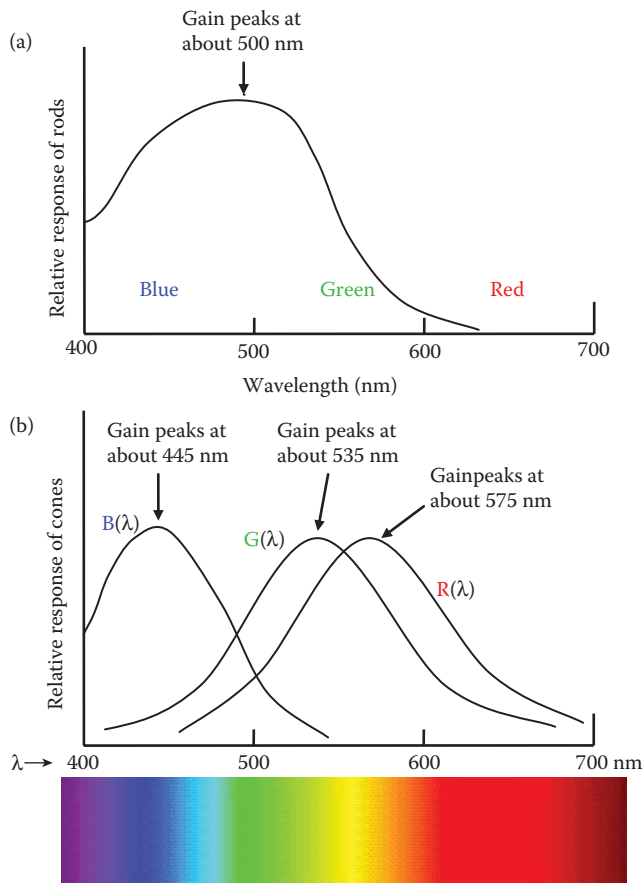 (a)
Gain peaks at
about 500 nm
Relative response of rods
Blue
Green
Red
400
500
600
700
Wavelength (nm)
(b)
Gain peaks at
about 445 nm
Gain peaks at
about 535 nm
Gainpeaks at
about 575 nm
B(λ)
G(λ)
R(λ)
Relative response of cones
λ→ 400 500 600 700 nm